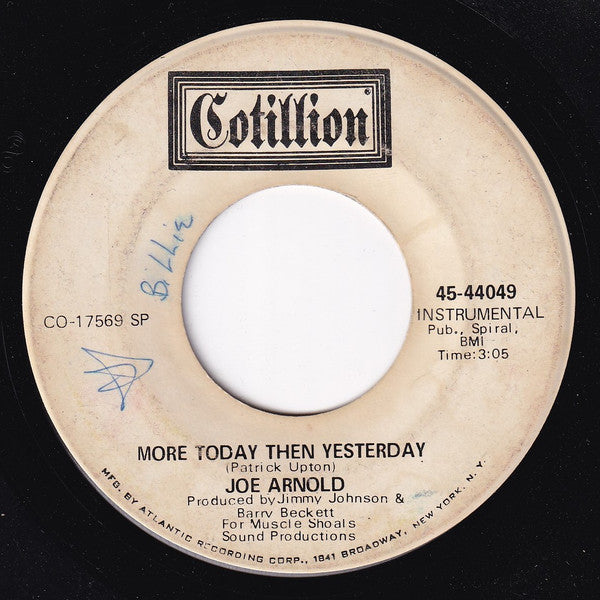 Cotillion®
Billie
45-44049
CO-17569 SP
INSTRUMENTAL
Pub., Spiral,
BMI
Time:3:05
MORE TODAY THEN YESTERDAY
(Patrick Upton)
JOE ARNOLD
Produced by Jimmy Johnson &
Barry Beckett
For Muscle Shoals
Sound Productions
MFG. BY ATLANTIC RECORDING CORP., 1841 BROADWAY, NEW YORK, N. Y.